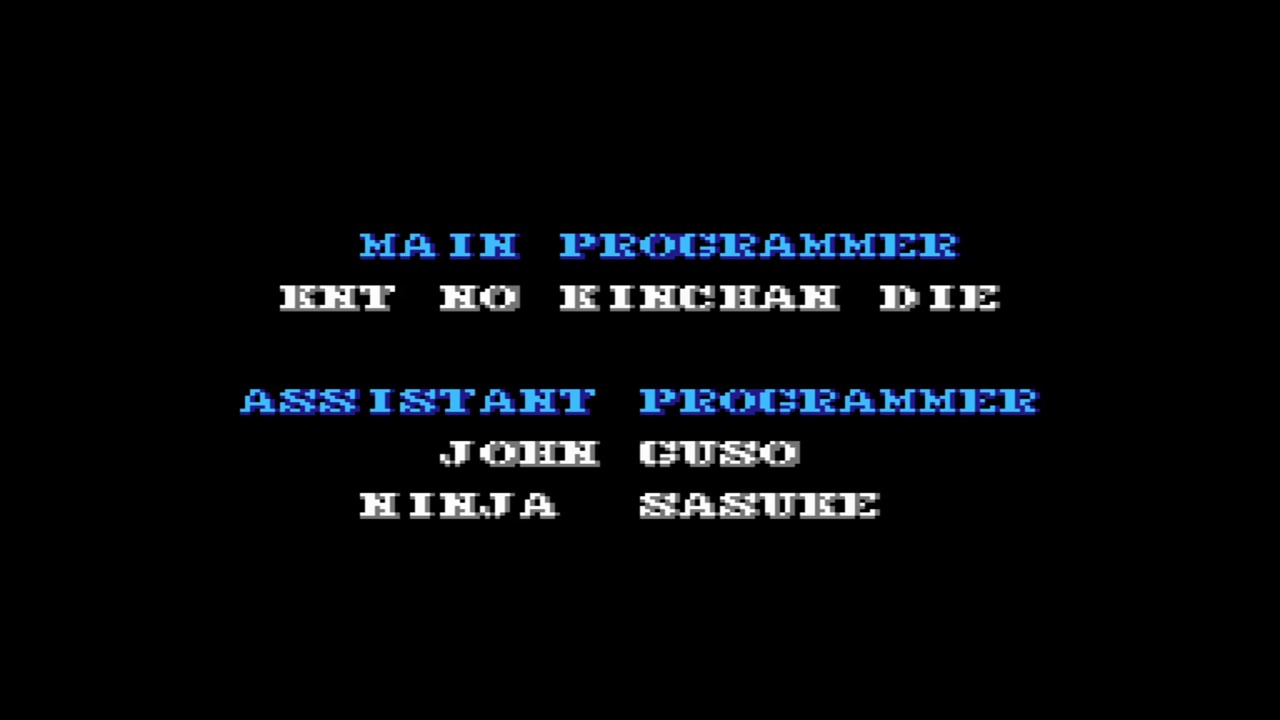 MAIN PROGRAMMER
KNT NO KINCHAN DIE
ASSISTANT PROGRAMMER
JOHN GUSO
NINJA SASUKE